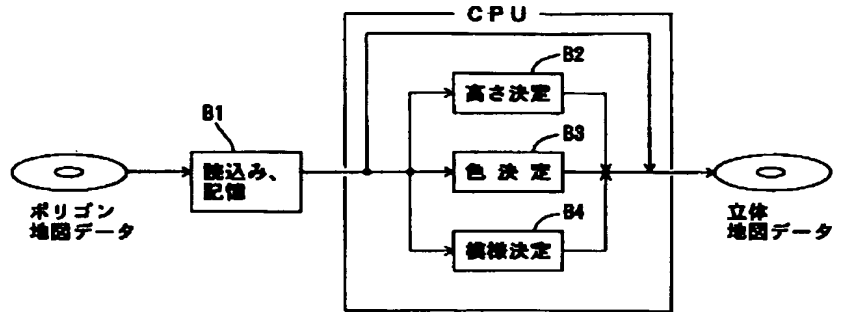 CPU
B2
高さ決定
B1
B3
読込み、
記憶
色決定
ポリゴン
地図データ
B4
模様決定
立体
地図データ